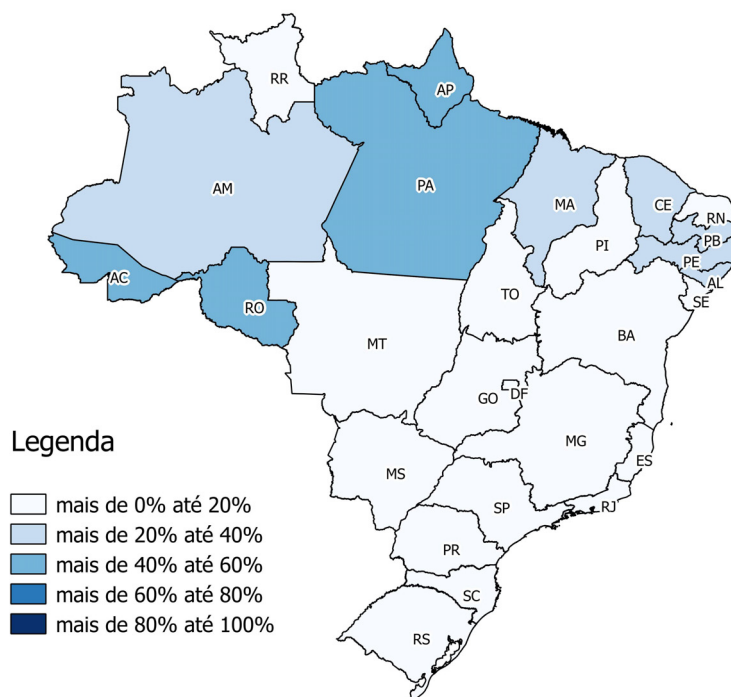 RR
AP
AM
PA
MA
CE
RN
PB
PI
PE
AL
AC
SE
TO
RO
BA
MT
DF
GO
MG
ES
MS
SP
RJ
PR
SC
RS
Legenda
mais de 0% até 20%
mais de 20% até 40%
mais de 40% até 60%
mais de 60% até 80%
mais de 80% até 100%